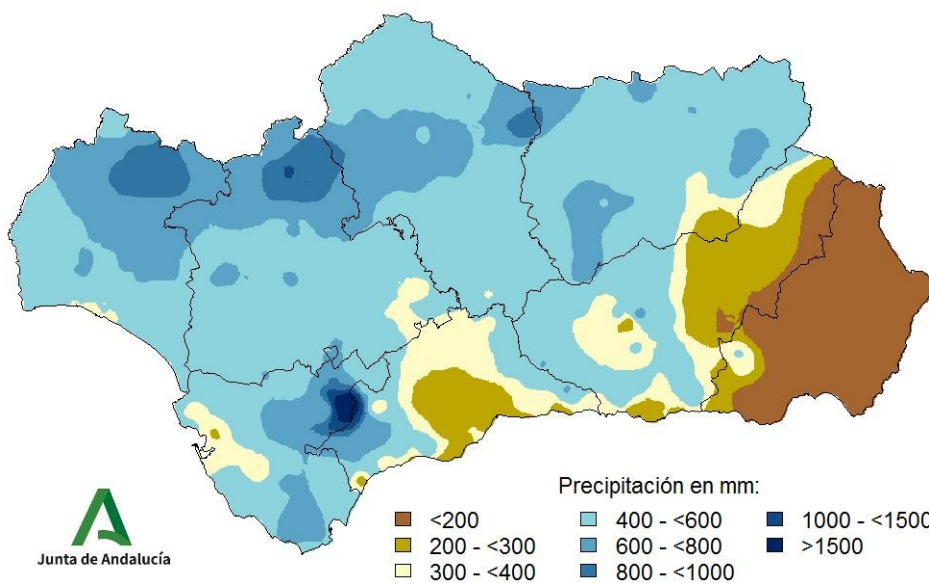 Precipitación en mm:
<200
400 - <600
1000 - <1500
200 - <300
600 - <800
>1500
300 - <400
800 - <1000
Junta de Andalucía